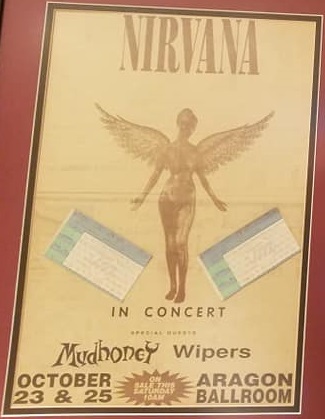 NIRVANA
IN CONCERT
SPECIAL GUESTS
Mudhoney Wipers
OCTOBER
23 & 25
ON
SALE THIS
SATURDAY
10AM
ARAGON
BALLROOM